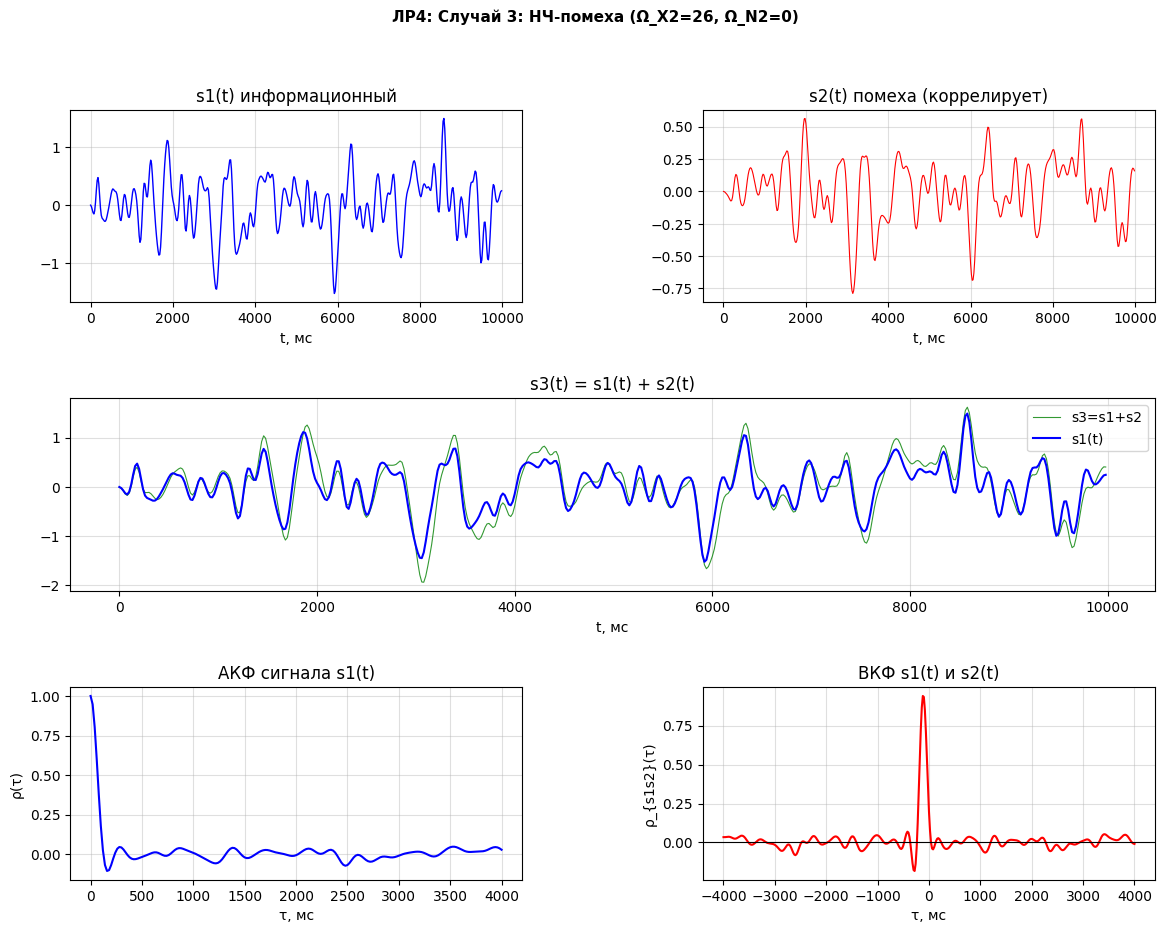 ЛР4: Случай 3: НЧ-помеха (Ω_X2=26, Ω_N2=0)
s1(t) информационный
1
0
−1
0 2000 4000 6000 8000 10000
t, мс
s2(t) помеха (коррелирует)
0.50
0.25
0.00
−0.25
−0.50
−0.75
0 2000 4000 6000 8000 10000
t, мс
s3(t) = s1(t) + s2(t)
s3=s1+s2
s1(t)
1
0
−1
−2
0 2000 4000 6000 8000 10000
t, мс
АКФ сигнала s1(t)
ρ(τ)
1.00
0.75
0.50
0.25
0.00
0 500 1000 1500 2000 2500 3000 3500 4000
τ, мс
ВКФ s1(t) и s2(t)
ρ_{s1s2}(τ)
0.75
0.50
0.25
0.00
−4000 −3000 −2000 −1000 0 1000 2000 3000 4000
τ, мс